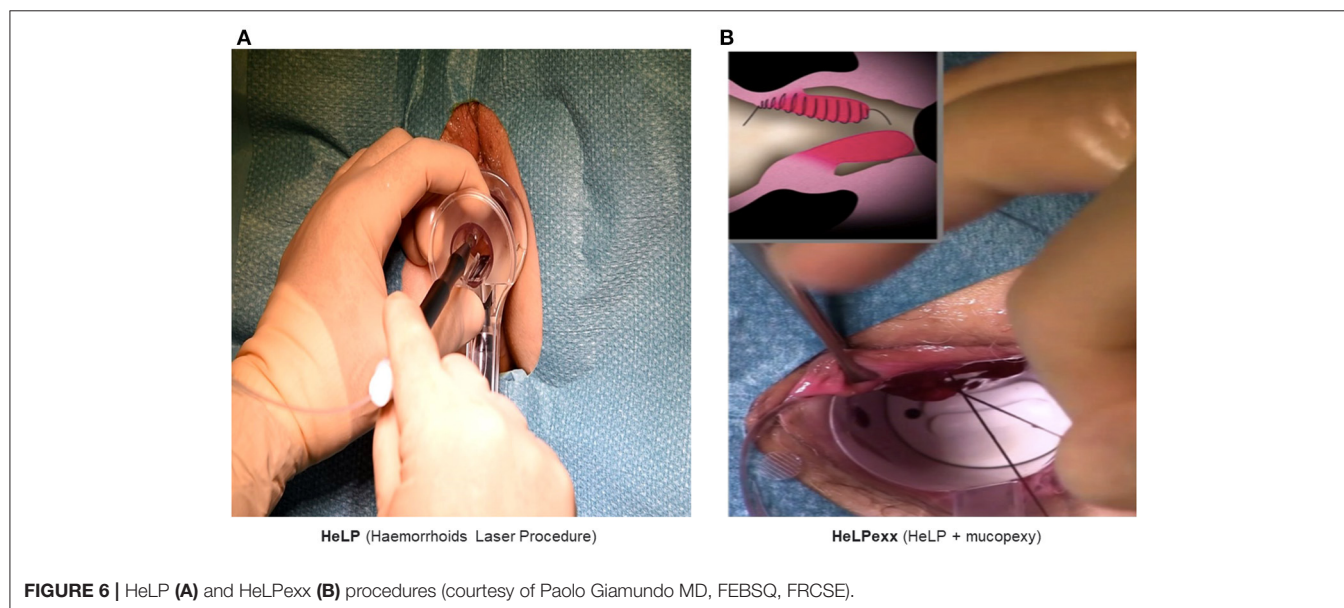 A
B
HeLP (Haemorrhoids Laser Procedure)
HeLPexx (HeLP + mucopexy)
FIGURE 6 | HeLP (A) and HeLPexx (B) procedures (courtesy of Paolo Giamundo MD, FEBSQ, FRCSE).